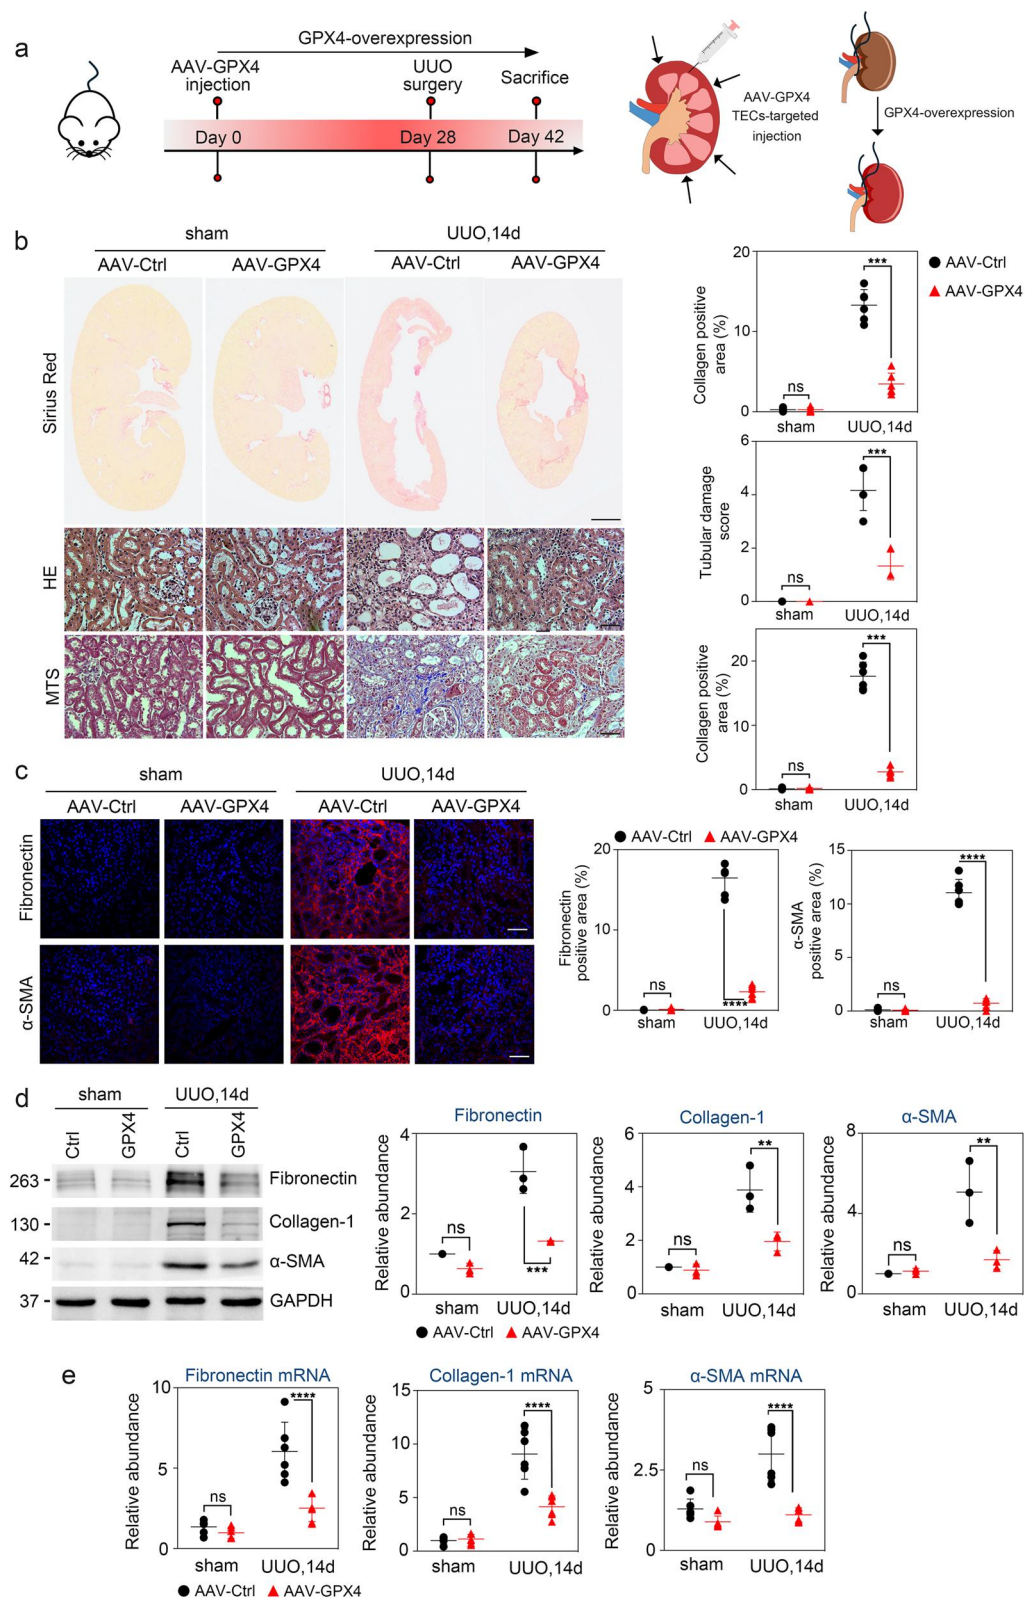 a
GPX4-overexpression
AAV-GPX4
injection
UUO
surgery
Sacrifice
Day 0
Day 28
Day 42
AAV-GPX4
TECs-targeted
injection
GPX4-overexpression
b
sham
UUO,14d
AAV-Ctrl
AAV-GPX4
AAV-Ctrl
AAV-GPX4
Sirius Red
HE
MTS
AAV-Ctrl
AAV-GPX4
Collagen positive
area (%)
20
10
0
ns
***
sham
UUO,14d
Tubular damage
score
6
4
2
0
ns
***
sham
UUO,14d
Collagen positive
area (%)
20
10
0
ns
***
sham
UUO,14d
c
sham
UUO,14d
AAV-Ctrl
AAV-GPX4
AAV-Ctrl
AAV-GPX4
Fibronectin
α-SMA
AAV-Ctrl
AAV-GPX4
Fibronectin
positive area (%)
20
10
0
ns
****
sham
UUO,14d
α-SMA
positive area (%)
15
10
5
0
ns
****
sham
UUO,14d
d
sham
UUO,14d
Ctrl
GPX4
Ctrl
GPX4
263
Fibronectin
130
Collagen-1
42
α-SMA
37
GAPDH
Fibronectin
Relative abundance
4
2
0
ns
***
sham
UUO,14d
Collagen-1
Relative abundance
6
4
2
0
ns
**
sham
UUO,14d
α-SMA
Relative abundance
8
4
0
ns
**
sham
UUO,14d
AAV-Ctrl
AAV-GPX4
e
Fibronectin mRNA
Relative abundance
10
5
0
ns
****
sham
UUO,14d
Collagen-1 mRNA
Relative abundance
15
10
5
0
ns
****
sham
UUO,14d
α-SMA mRNA
Relative abundance
5
2.5
0
ns
****
sham
UUO,14d
AAV-Ctrl
AAV-GPX4